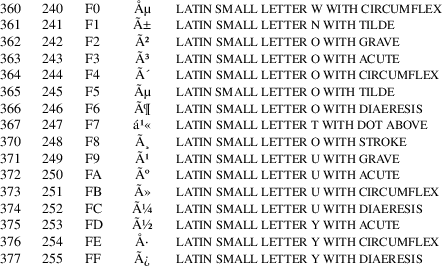 360 240 F0 Åµ LATIN SMALL LETTER W WITH CIRCUMFLEX
361 241 F1 Ã± LATIN SMALL LETTER N WITH TILDE
362 242 F2 Ã² LATIN SMALL LETTER O WITH GRAVE
363 243 F3 Ã³ LATIN SMALL LETTER O WITH ACUTE
364 244 F4 Ã´ LATIN SMALL LETTER O WITH CIRCUMFLEX
365 245 F5 Ãµ LATIN SMALL LETTER O WITH TILDE
366 246 F6 Ã¶ LATIN SMALL LETTER O WITH DIAERESIS
367 247 F7 á¹« LATIN SMALL LETTER T WITH DOT ABOVE
370 248 F8 Ã¸ LATIN SMALL LETTER O WITH STROKE
371 249 F9 Ã¹ LATIN SMALL LETTER U WITH GRAVE
372 250 FA Ãº LATIN SMALL LETTER U WITH ACUTE
373 251 FB Ã» LATIN SMALL LETTER U WITH CIRCUMFLEX
374 252 FC Ã¼ LATIN SMALL LETTER U WITH DIAERESIS
375 253 FD Ã½ LATIN SMALL LETTER Y WITH ACUTE
376 254 FE Å· LATIN SMALL LETTER Y WITH CIRCUMFLEX
377 255 FF Ã¿ LATIN SMALL LETTER Y WITH DIAERESIS